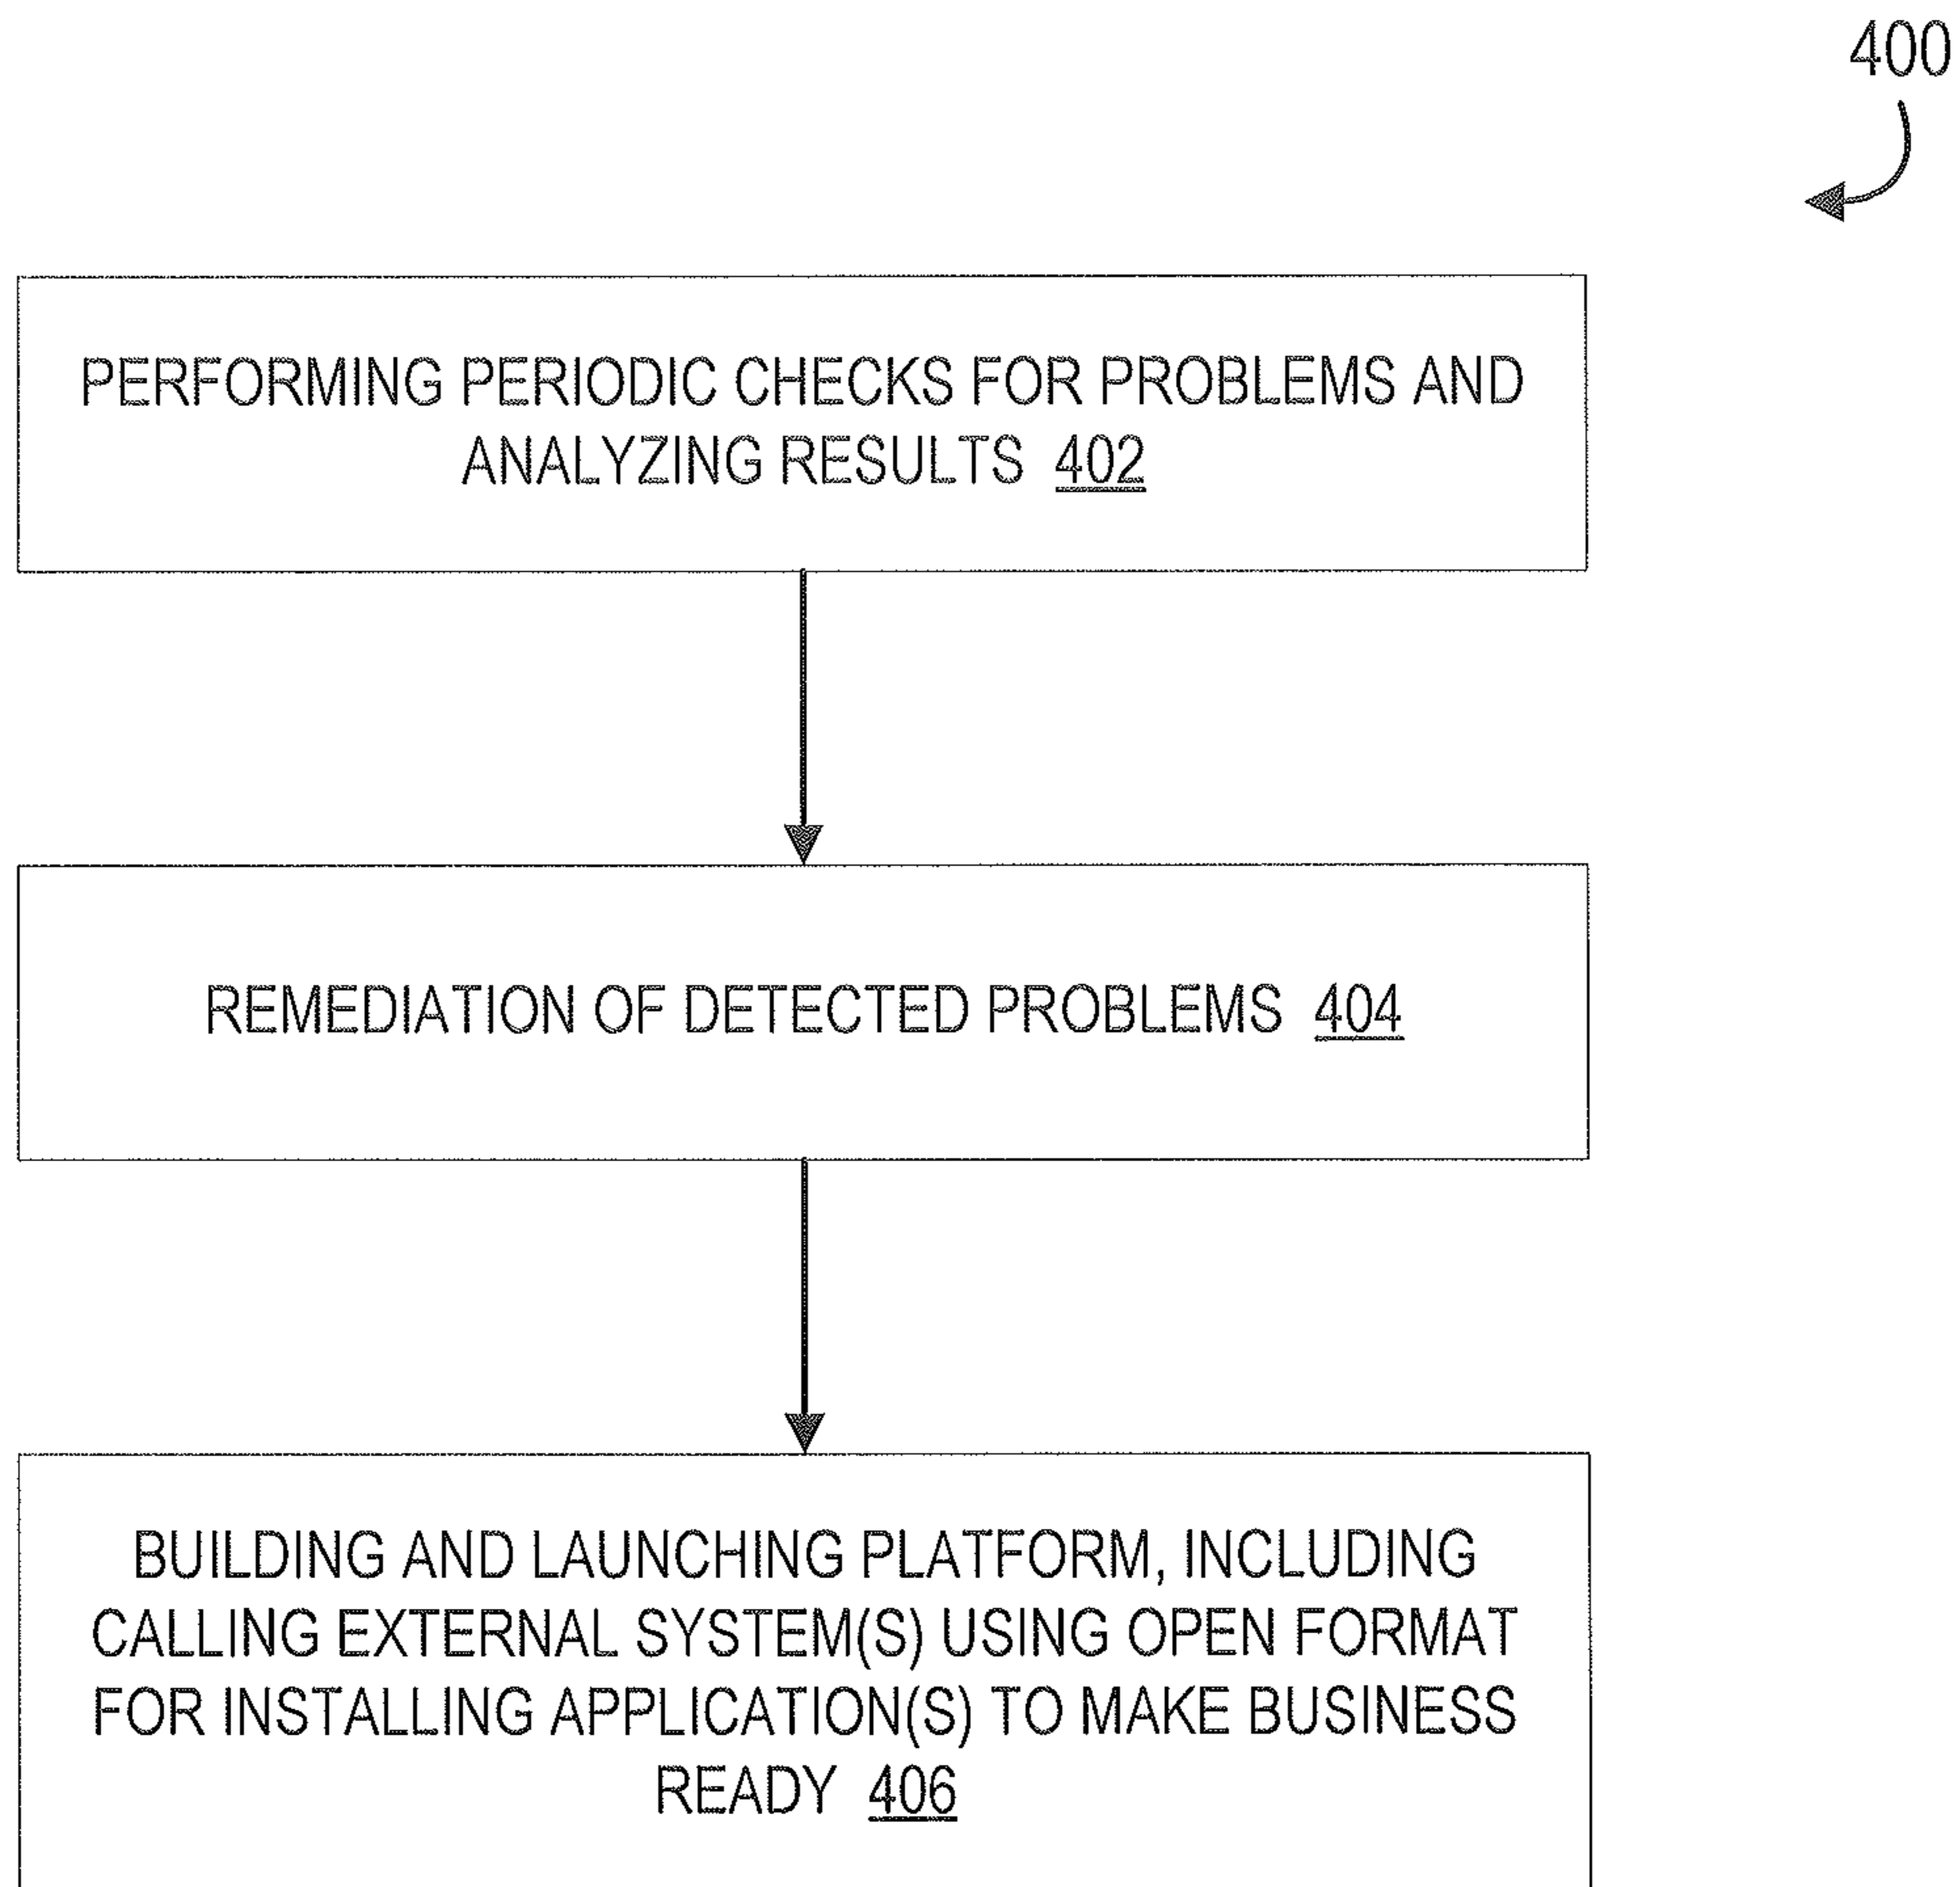 400
PERFORMING PERIODIC CHECKS FOR PROBLEMS AND
ANALYZING RESULTS 402
REMEDIATION OF DETECTED PROBLEMS 404
BUILDING AND LAUNCHING PLATFORM, INCLUDING
CALLING EXTERNAL SYSTEM(S) USING OPEN FORMAT
FOR INSTALLING APPLICATION(S) TO MAKE BUSINESS
READY 406